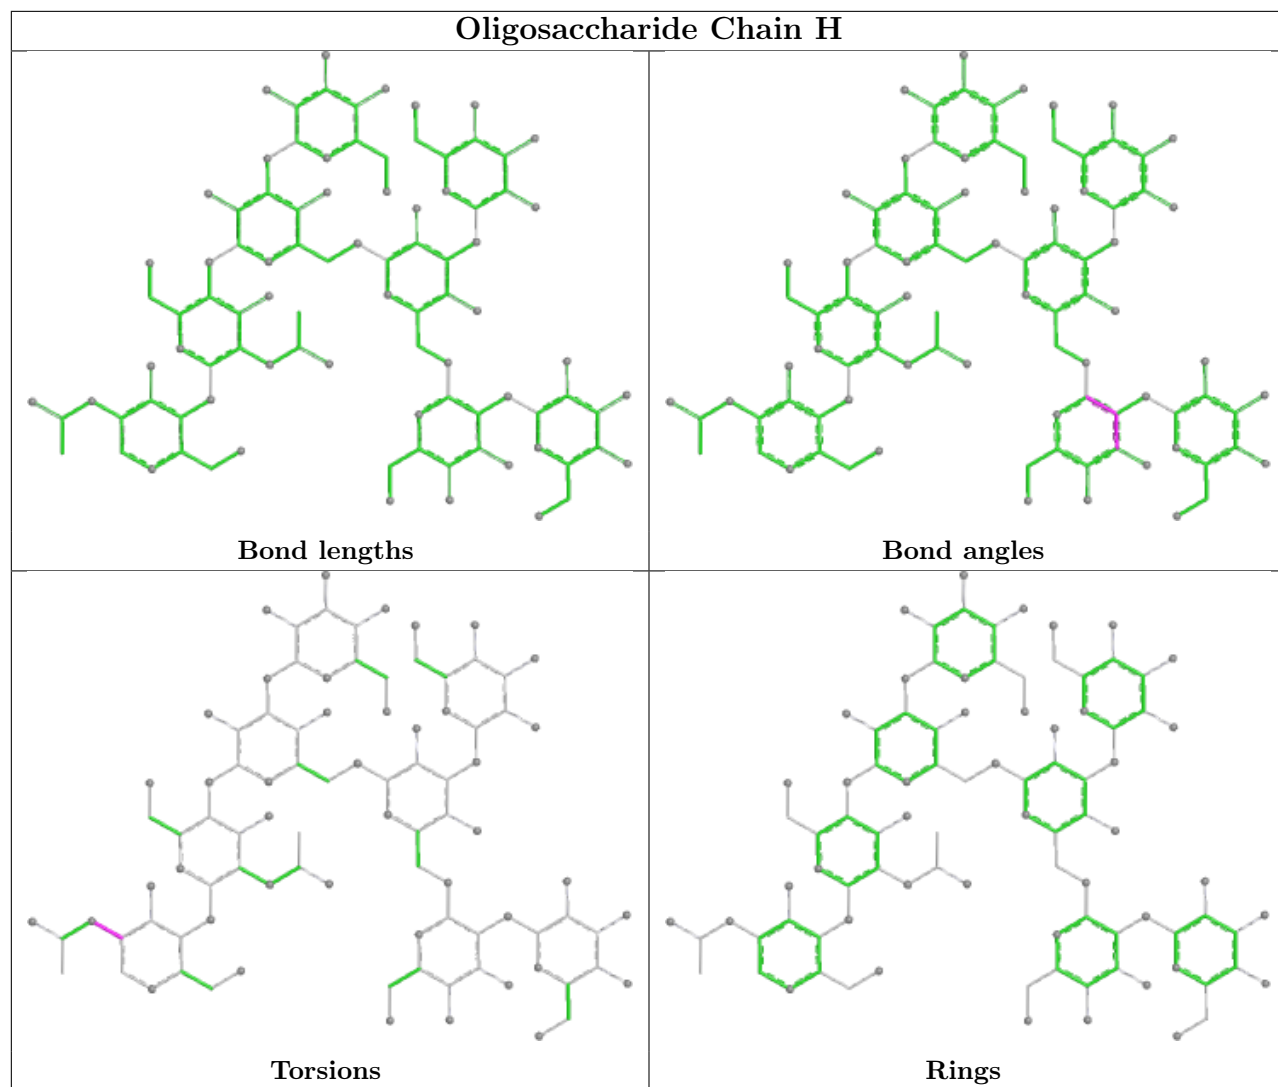 Oligosaccharide Chain H
Bond lengths
Bond angles
Torsions
Rings